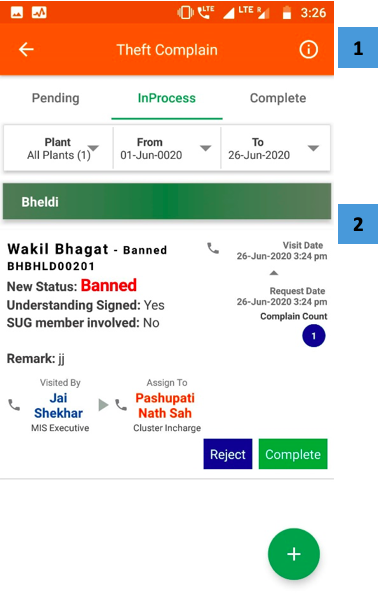 LTE LTE R 3:26
Theft Complain
1
Pending InProcess Complete
Plant From To
All Plants (1) 01-Jun-0020 26-Jun-2020
Bheldi
2
Wakil Bhagat - Banned
BHBHLD00201
Visit Date
26-Jun-2020 3:24 pm
New Status: Banned
Understanding Signed: Yes
SUG member involved: No
Request Date
26-Jun-2020 3:24 pm
Complain Count
1
Remark: jj
Visited By Assign To
Jai Pashupati
Shekhar Nath Sah
MIS Executive Cluster Incharge
Reject Complete
+